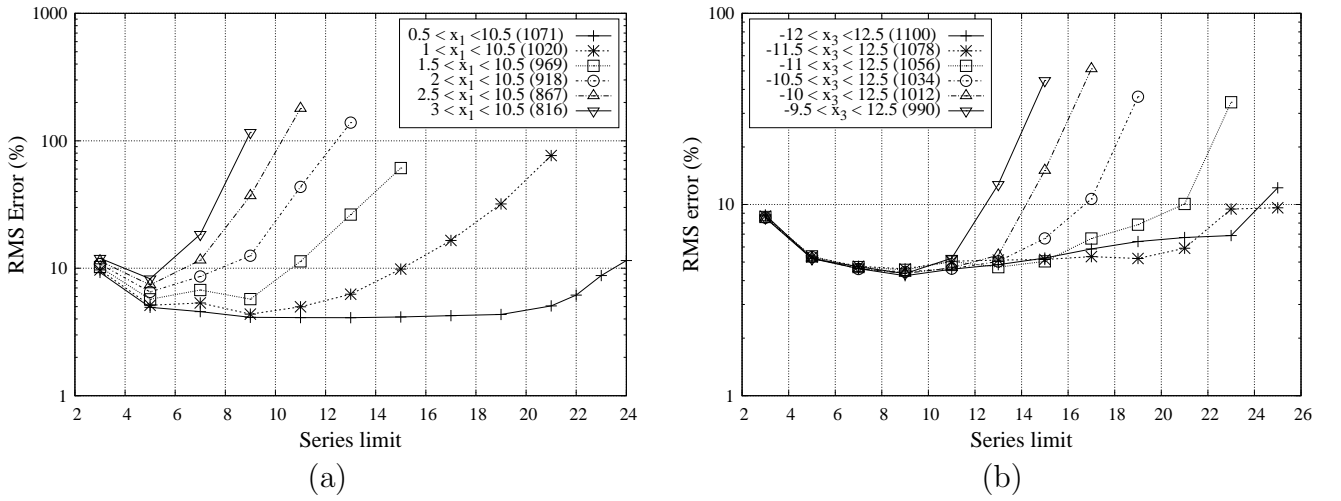 1000
100
10
1
RMS Error (%)
0.5 < x1 <10.5 (1071)
1 < x1 < 10.5 (1020)
1.5 < x1 < 10.5 (969)
2 < x1 < 10.5 (918)
2.5 < x1 < 10.5 (867)
3 < x1 < 10.5 (816)
2 4 6 8 10 12 14 16 18 20 22 24
Series limit
(a)
100
10
1
RMS error (%)
-12 < x3 <12.5 (1100)
-11.5 < x3 < 12.5 (1078)
-11 < x3 < 12.5 (1056)
-10.5 < x3 < 12.5 (1034)
-10 < x3 < 12.5 (1012)
-9.5 < x3 < 12.5 (990)
2 4 6 8 10 12 14 16 18 20 22 24 26
Series limit
(b)